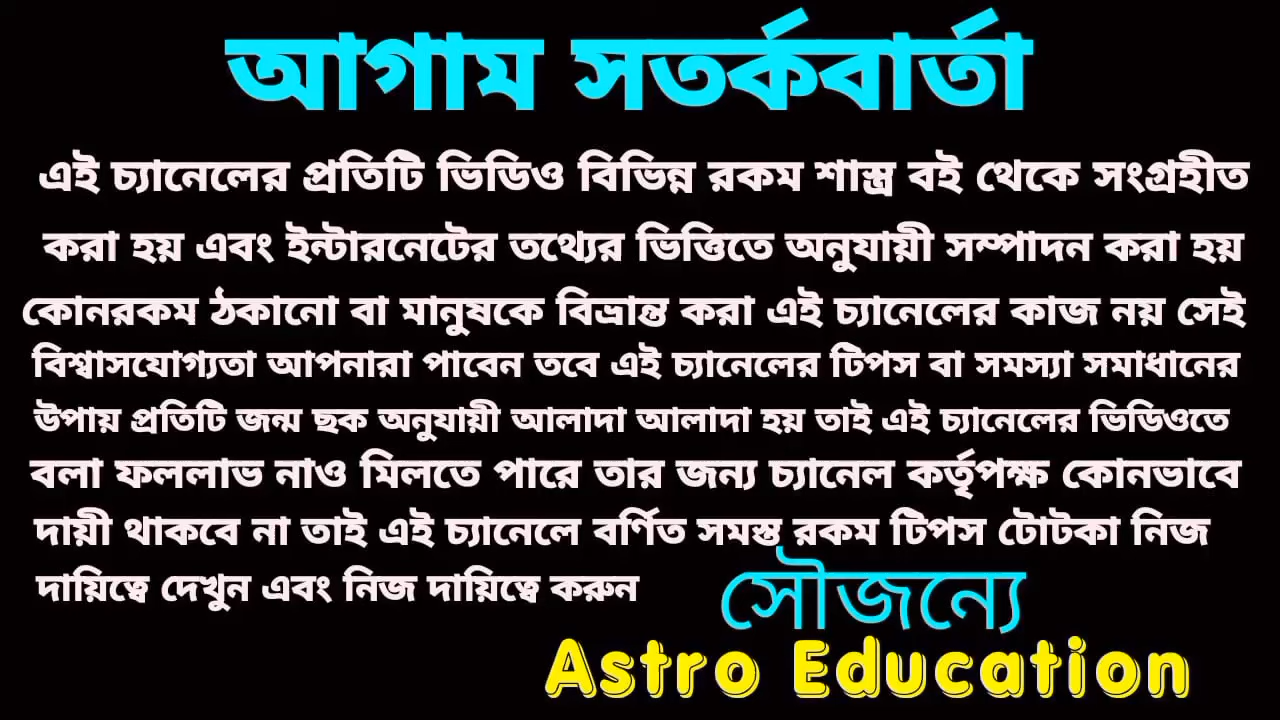 আগাম সতর্কবার্তা
এই চ্যানেলের প্রতিটি ভিডিও বিভিন্ন রকম শাস্ত্র বই থেকে সংগ্রহীত
করা হয় এবং ইন্টারনেটের তথ্যের ভিত্তিতে অনুযায়ী সম্পাদন করা হয়
কোনরকম ঠকানো বা মানুষকে বিভ্রান্ত করা এই চ্যানেলের কাজ নয় সেই
বিশ্বাসযোগ্যতা আপনারা পাবেন তবে এই চ্যানেলের টিপস বা সমস্যা সমাধানের
উপায় প্রতিটি জন্ম ছক অনুযায়ী আলাদা আলাদা হয় তাই এই চ্যানেলের ভিডিওতে
বলা ফললাভ নাও মিলতে পারে তার জন্য চ্যানেল কর্তৃপক্ষ কোনভাবে
দায়ী থাকবে না তাই এই চ্যানেলে বর্ণিত সমস্ত রকম টিপস টোটকা নিজ
দায়িত্বে দেখুন এবং নিজ দায়িত্বে করুন
সৌজন্যে
Astro Education